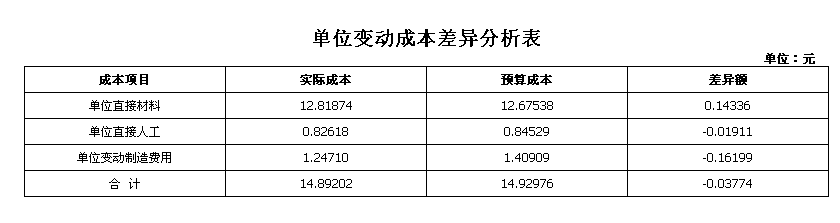 单位变动成本差异分析表
单位：元
成本项目 实际成本 预算成本 差异额
单位直接材料 12.81874 12.67538 0.14336
单位直接人工 0.82618 0.84529 -0.01911
单位变动制造费用 1.24710 1.40909 -0.16199
合 计 14.89202 14.92976 -0.03774